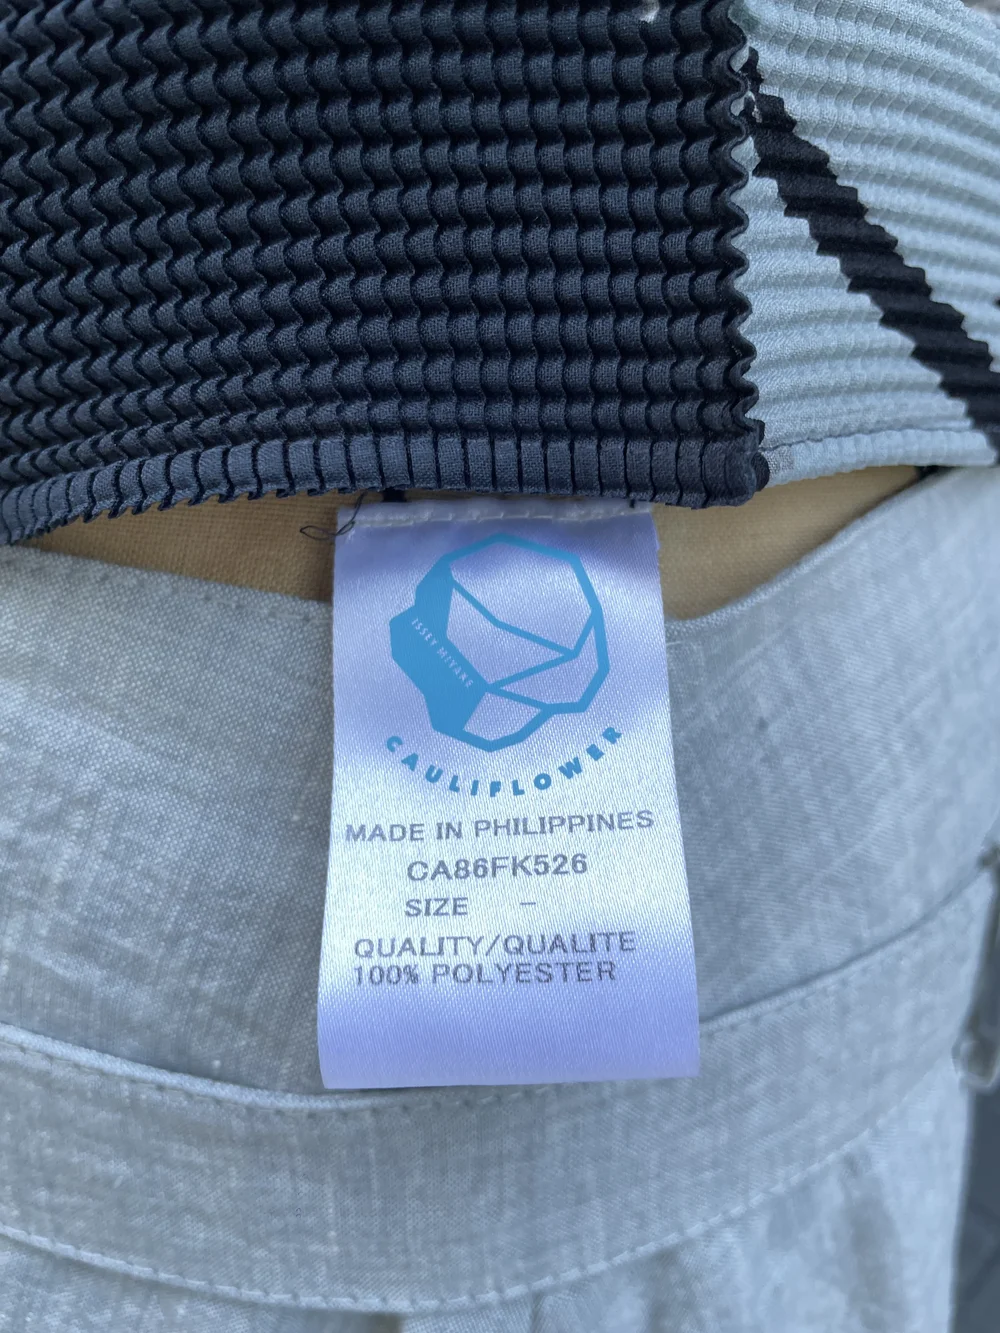 ISSEY MIYAKE
CAULIFLOWER
MADE IN PHILIPPINES
CA86FK526
SIZE -
QUALITY/QUALITE
100% POLYESTER